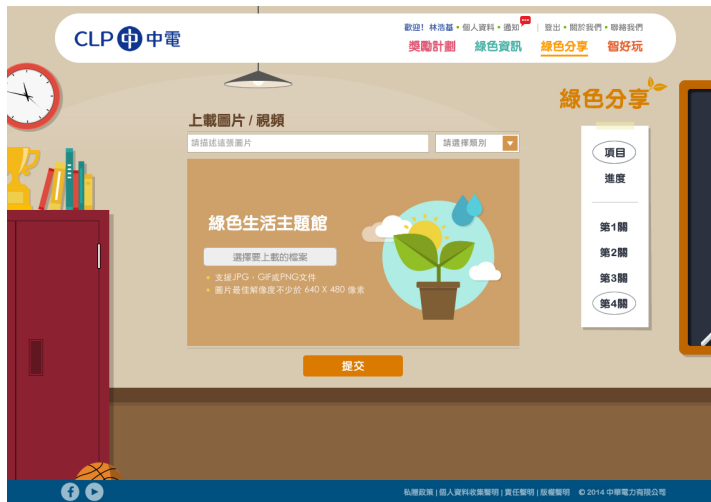 CLP 中電
歡迎! 林浩基 • 個人資料 • 通知 | 登出 • 關於我們 • 聯絡我們
獎勵計劃 綠色資訊 綠色分享 智好玩
綠色分享
上載圖片 / 視頻
請描述這張圖片 請選擇類別
項目
進度
第1關
第2關
第3關
第4關
綠色生活主題館
選擇要上載的檔案
• 支援JPG，GIF或PNG文件
• 圖片最佳解像度不少於 640 X 480 像素
提交
私隱政策 | 個人資料收集聲明 | 責任聲明 | 版權聲明 © 2014 中華電力有限公司